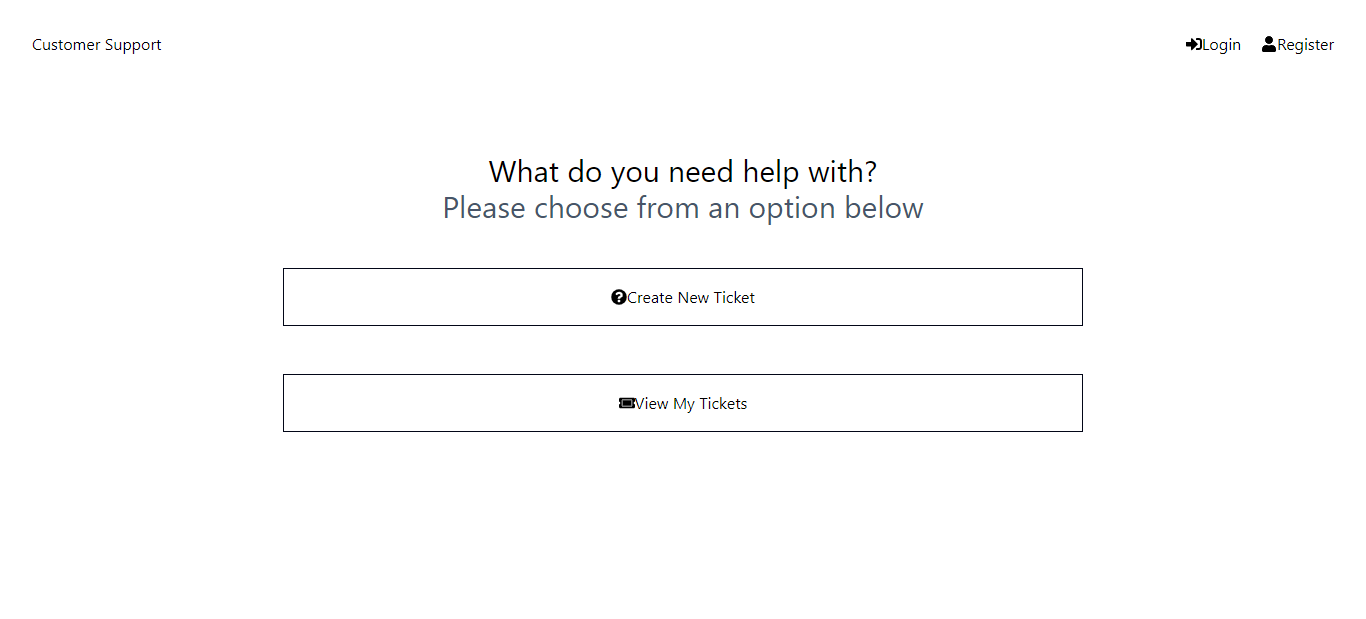 Customer Support
Login
Register
What do you need help with?
Please choose from an option below
Create New Ticket
View My Tickets